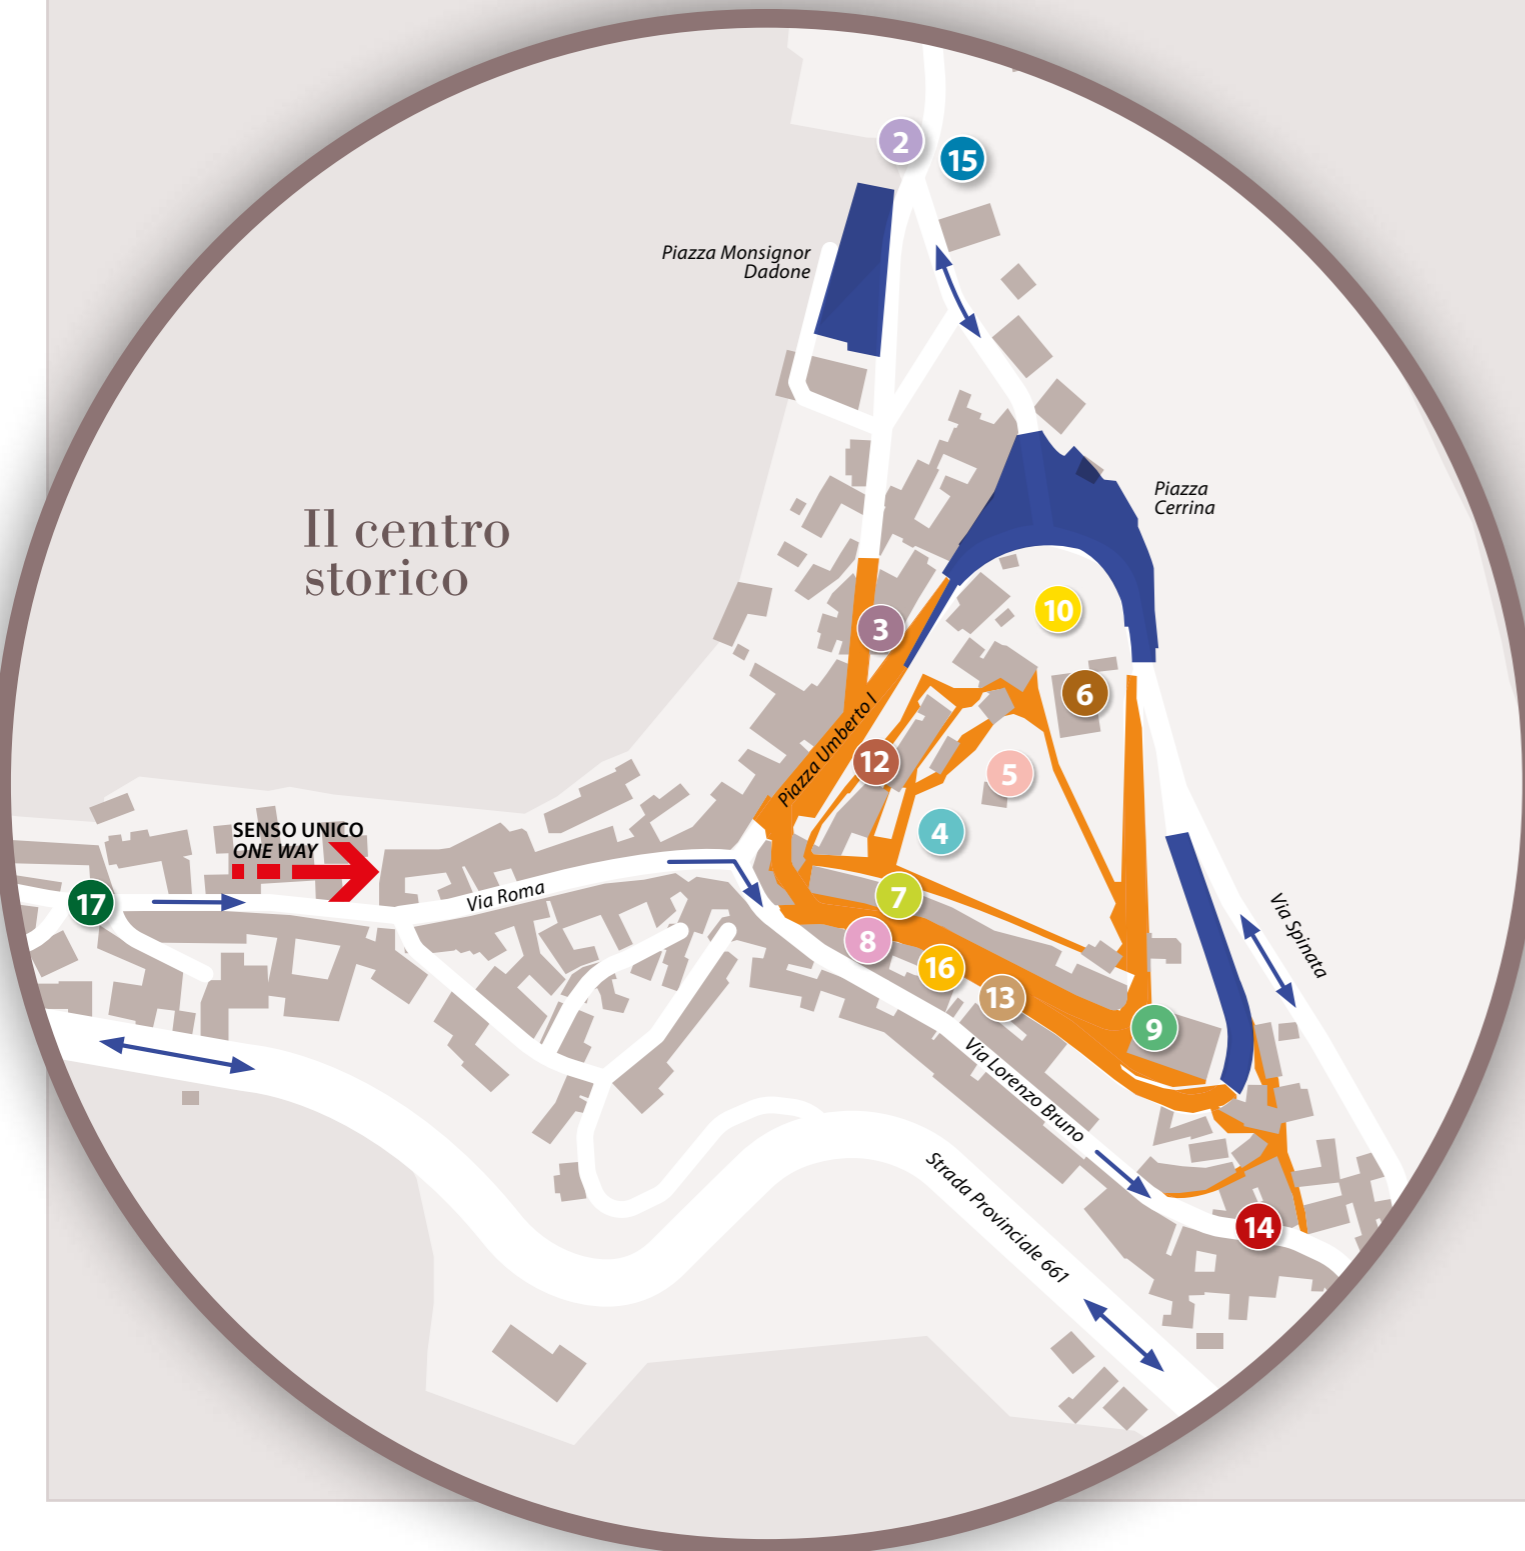 2
15
Piazza Monsignor
Dadone
Piazza
Cerrina
Il centro
storico
10
3
6
Piazza Umberto I
12
5
4
SENSO UNICO
ONE WAY
17
Via Roma
7
8
16
13
9
Via Spinata
Via Lorenzo Bruno
Strada Provinciale 661
14